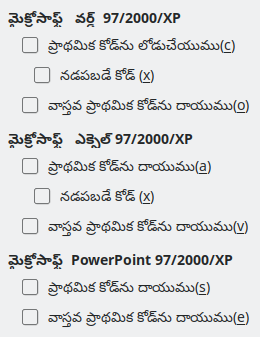 మైక్రోసాఫ్ట్ వర్డ్ 97/2000/XP
ప్రాథమిక కోడ్‌ను లోడుచేయుము(c)
నడపబడే కోడ్ (x)
వాస్తవ ప్రాథమిక కోడ్‌ను దాయుము(o)
మైక్రోసాఫ్ట్ ఎక్సెల్ 97/2000/XP
ప్రాథమిక కోడ్‌ను దాయుము(a)
నడపబడే కోడ్ (x)
వాస్తవ ప్రాథమిక కోడ్‌ను దాయుము(v)
మైక్రోసాఫ్ట్ PowerPoint 97/2000/XP
ప్రాథమిక కోడ్‌ను దాయుము(s)
వాస్తవ ప్రాథమిక కోడ్‌ను దాయుము(e)